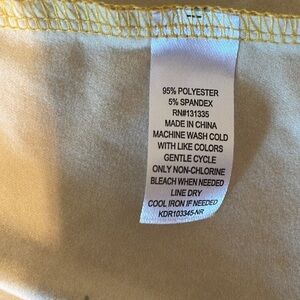 95% POLYESTER
5% SPANDEX
RN#131335
MADE IN CHINA
MACHINE WASH COLD
WITH LIKE COLORS
GENTLE CYCLE
ONLY NON-CHLORINE
BLEACH WHEN NEEDED
LINE DRY
COOL IRON IF NEEDED
KDR103345-NR